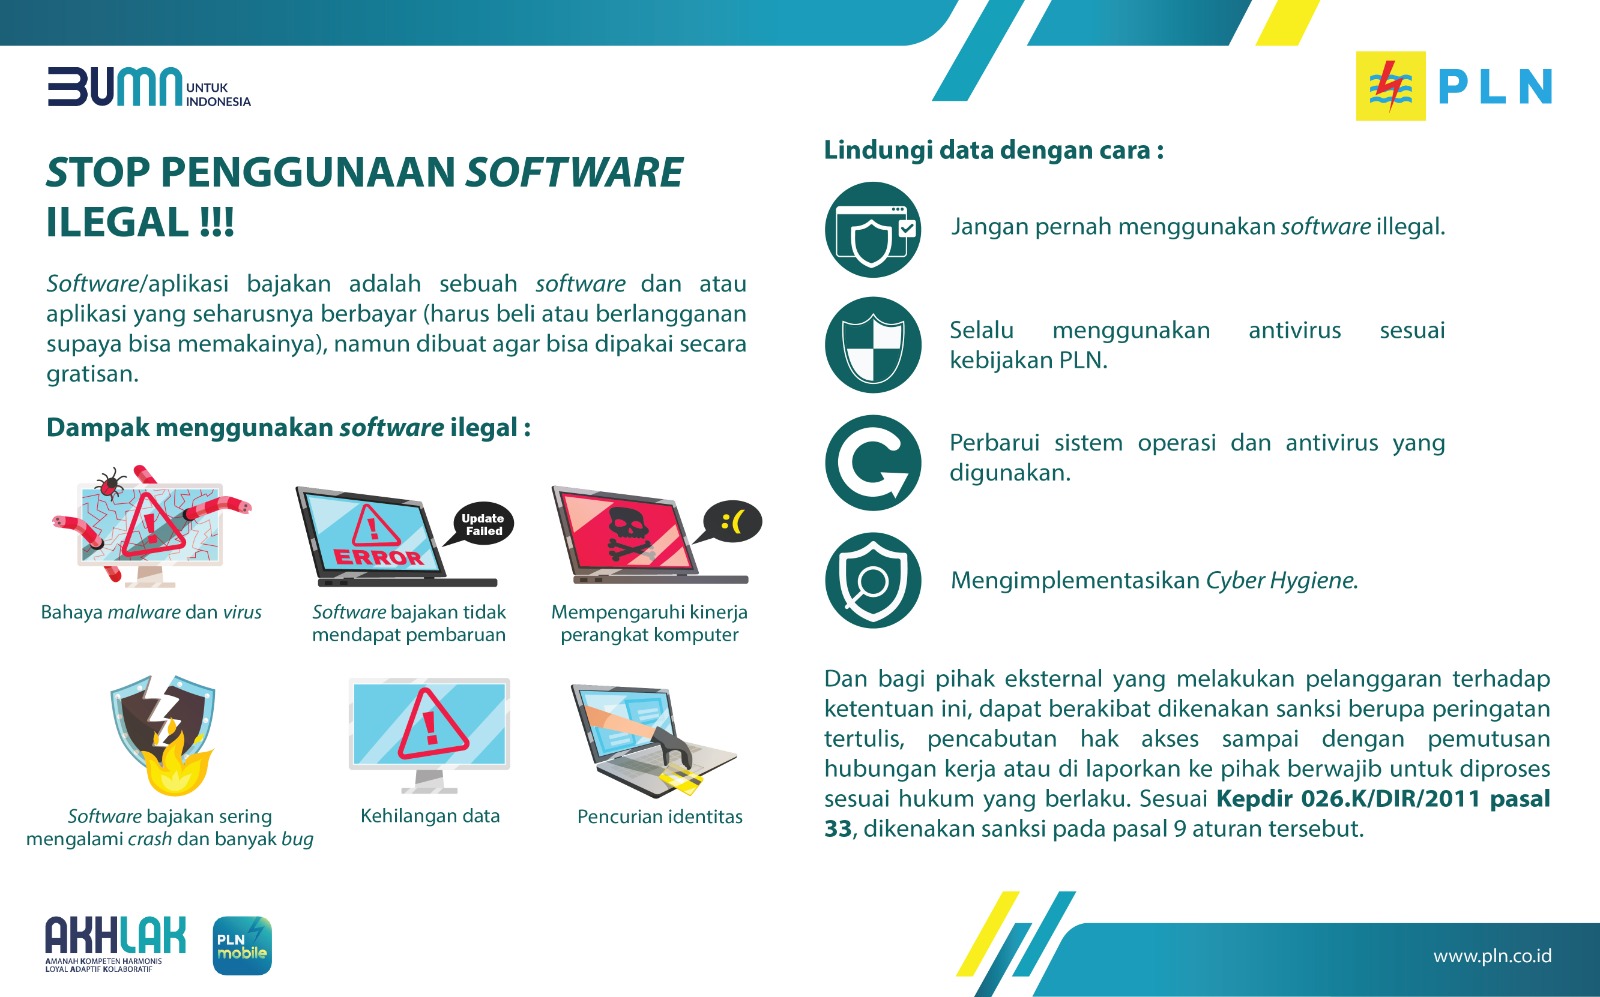 BUMN UNTUK
INDONESIA
PLN
STOP PENGGUNAAN SOFTWARE
ILEGAL !!!
Software/aplikasi bajakan adalah sebuah software dan atau
aplikasi yang seharusnya berbayar (harus beli atau berlangganan
supaya bisa memakainya), namun dibuat agar bisa dipakai secara
gratisan.
Dampak menggunakan software ilegal :
ERROR
Update
Failed
:(
Bahaya malware dan virus
Software bajakan tidak
mendapat pembaruan
Mempengaruhi kinerja
perangkat komputer
Software bajakan sering
mengalami crash dan banyak bug
Kehilangan data
Pencurian identitas
Lindungi data dengan cara :
Jangan pernah menggunakan software illegal.
Selalu menggunakan antivirus sesuai
kebijakan PLN.
Perbarui sistem operasi dan antivirus yang
digunakan.
Mengimplementasikan Cyber Hygiene.
Dan bagi pihak eksternal yang melakukan pelanggaran terhadap
ketentuan ini, dapat berakibat dikenakan sanksi berupa peringatan
tertulis, pencabutan hak akses sampai dengan pemutusan
hubungan kerja atau di laporkan ke pihak berwajib untuk diproses
sesuai hukum yang berlaku. Sesuai Kepdir 026.K/DIR/2011 pasal
33, dikenakan sanksi pada pasal 9 aturan tersebut.
AKHLAK
AMANAH KOMPETEN HARMONIS
LOYAL ADAPTIF KOLABORATIF
PLN
mobile
www.pln.co.id